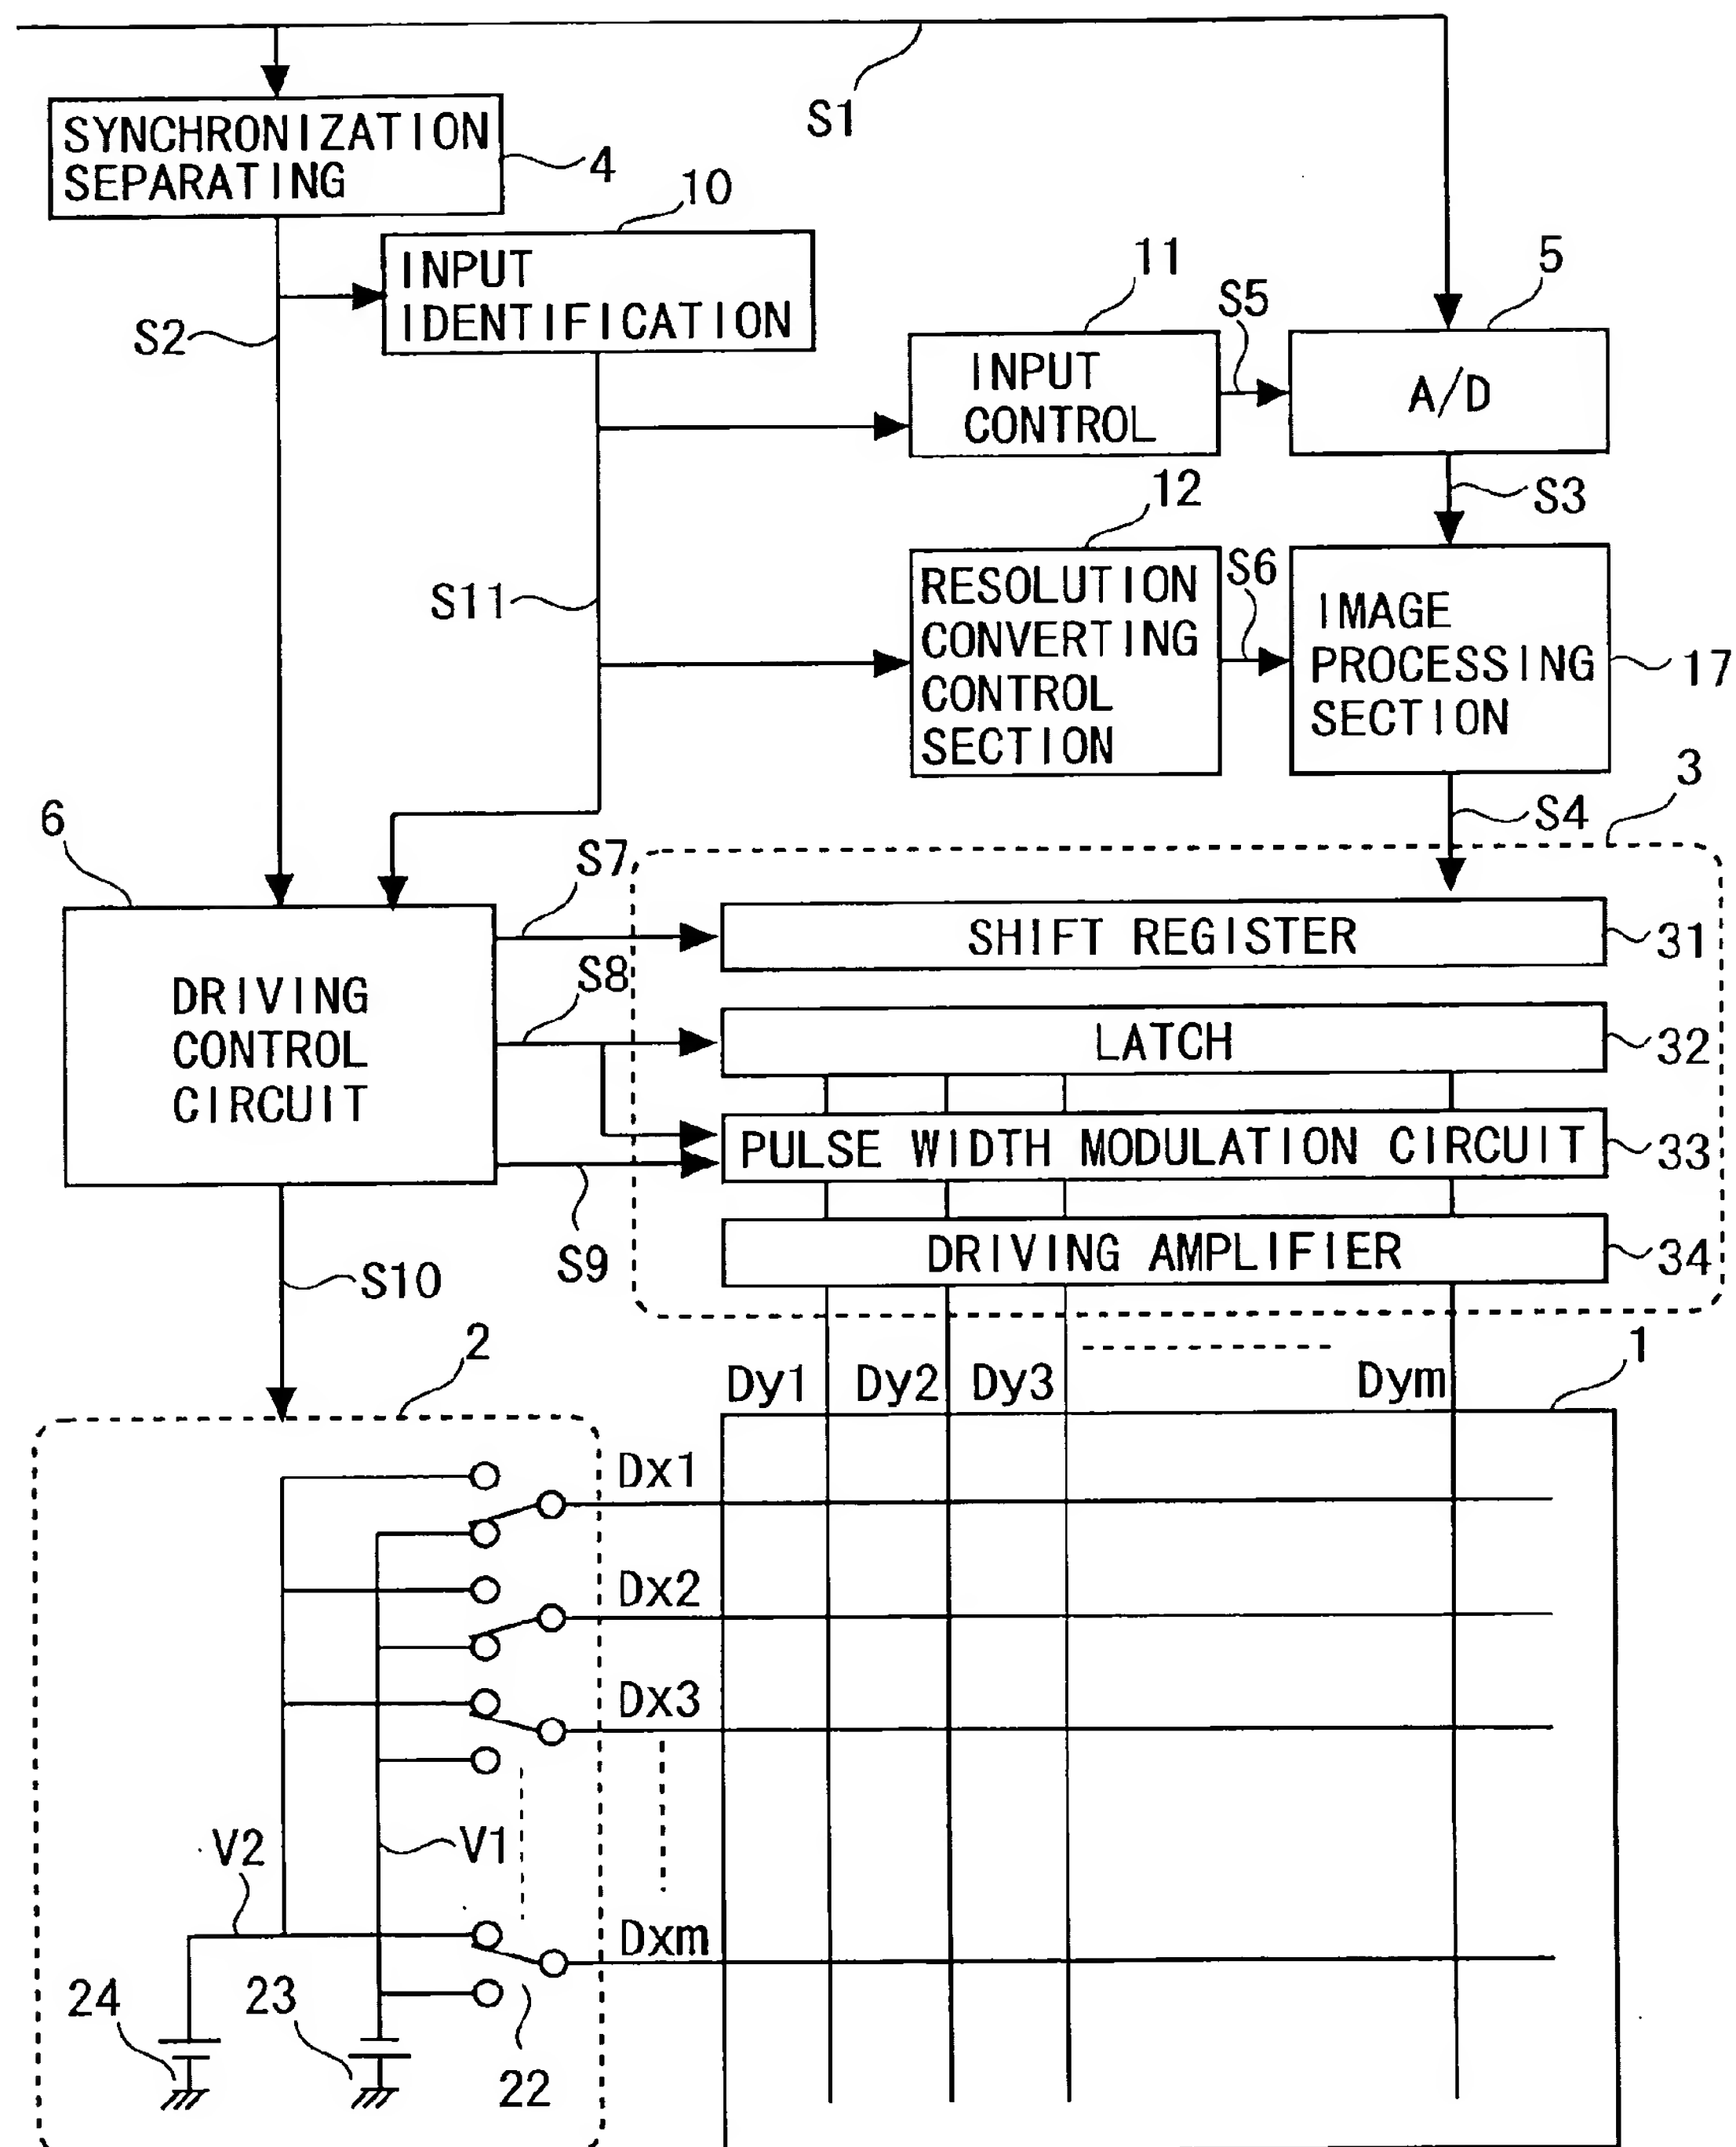 S1
SYNCHRONIZATION
SEPARATING
4
10
INPUT
IDENTIFICATION
S2
11
S5
5
INPUT
CONTROL
A/D
S3
12
S11
RESOLUTION
CONVERTING
CONTROL
SECTION
S6
IMAGE
PROCESSING
SECTION
17
3
S4
6
S7
DRIVING
CONTROL
CIRCUIT
SHIFT REGISTER
31
S8
LATCH
32
PULSE WIDTH MODULATION CIRCUIT
33
S9
DRIVING AMPLIFIER
34
S10
2
1
Dy1
Dy2
Dy3
Dym
Dx1
Dx2
Dx3
V2
V1
Dxm
24
23
22